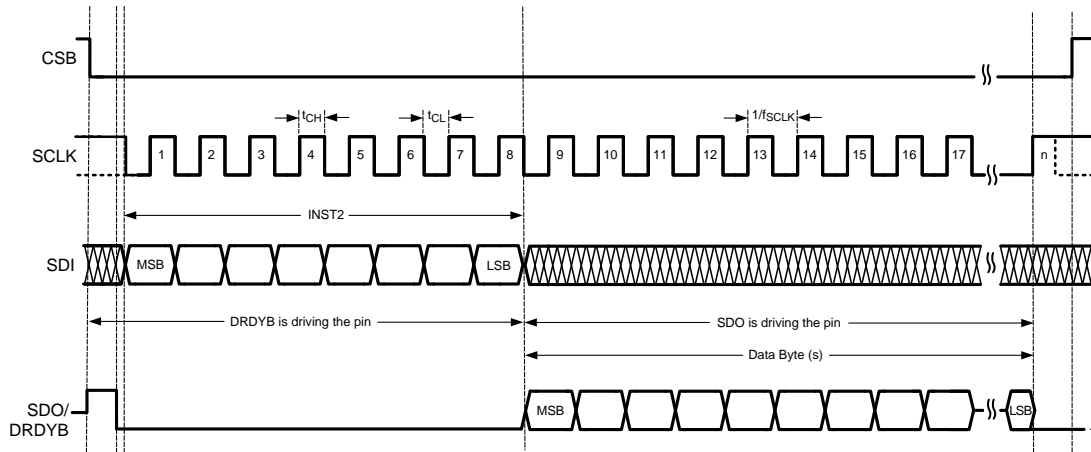 CSB
tCH
tCL
1/fSCLK
SCLK
1 2 3 4 5 6 7 8 9 10 11 12 13 14 15 16 17 n
INST2
SDI
MSB
LSB
DRDYB is driving the pin
SDO is driving the pin
Data Byte (s)
SDO/
DRDYB
MSB
LSB